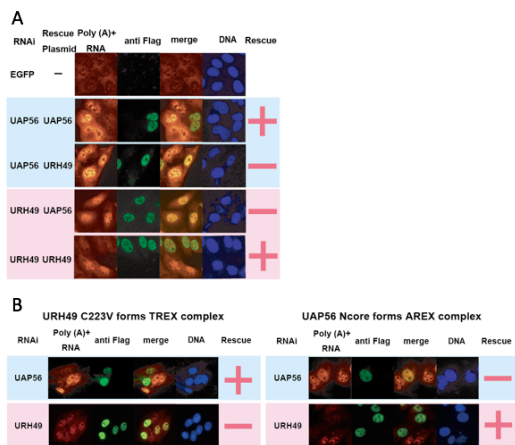 A
RNAi Rescue Plasmid Poly (A)+ RNA anti Flag merge DNA Rescue
EGFP –
UAP56 UAP56 +
UAP56 URH49 –
URH49 UAP56 –
URH49 URH49 +
B
URH49 C223V forms TREX complex
RNAi Poly (A)+ RNA anti Flag merge DNA Rescue
UAP56 +
URH49 –
UAP56 Ncore forms AREX complex
RNAi Poly (A)+ RNA anti Flag merge DNA Rescue
UAP56 –
URH49 +